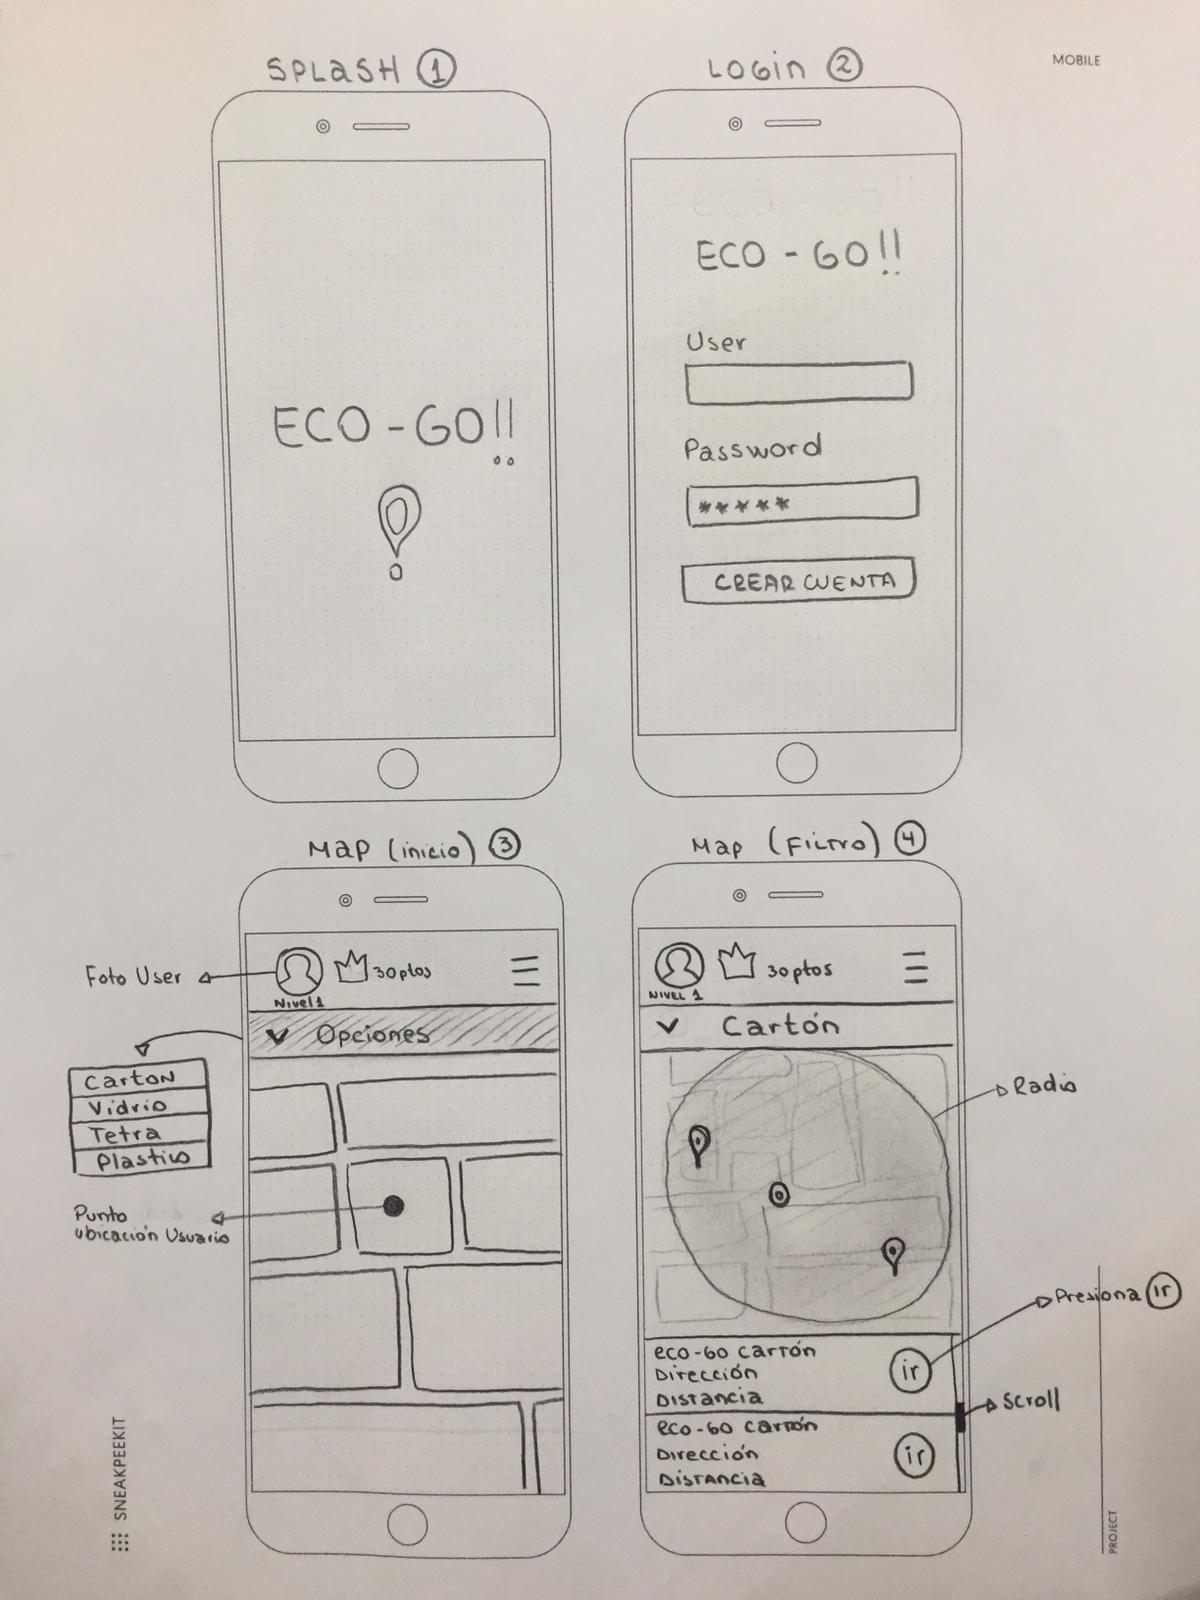 MOBILE
SPLASH 1
ECO-GO!!
LOGIN 2
ECO - GO!!
User
Password
*****
CREAR CUENTA
Map (inicio) 3
Foto User
30 ptos
Nivel 1
Opciones
Carton
Vidrio
Tetra
Plastico
Punto
ubicación Usuario
Map (Filtro) 4
30 ptos
NIVEL 1
Cartón
Radio
eco-go cartón
Dirección
Distancia
ir
Presiona ir
Scroll
eco-go cartón
Dirección
Distancia
ir
SNEAKPEEKIT
PROJECT